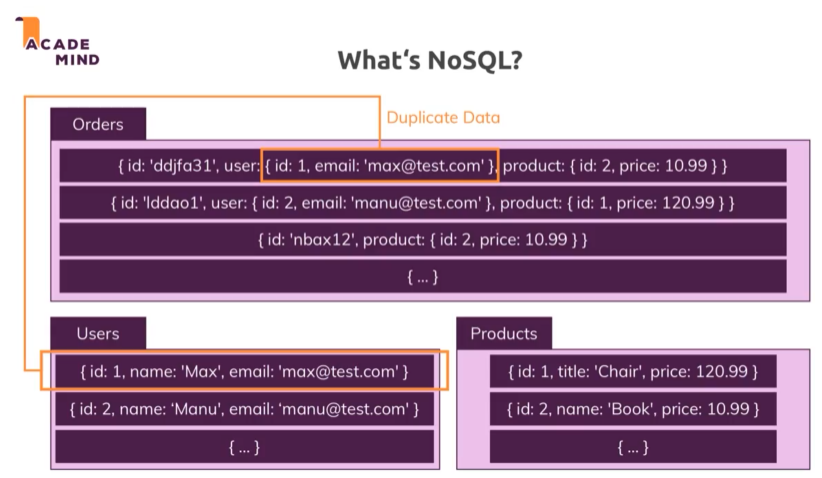 ACADE
MIND
What's NoSQL?
Duplicate Data
Orders
{ id: 'ddjfa31', user: { id: 1, email: 'max@test.com' }, product: { id: 2, price: 10.99 } }
{ id: 'lddao1', user: { id: 2, email: 'manu@test.com' }, product: { id: 1, price: 120.99 } }
{ id: 'nbax12', product: { id: 2, price: 10.99 } }
{ ... }
Users
{ id: 1, name: 'Max', email: 'max@test.com' }
{ id: 2, name: ‘Manu', email: ‘manu@test.com' }
{ ... }
Products
{ id: 1, title: 'Chair', price: 120.99 }
{ id: 2, name: 'Book', price: 10.99 }
{ ... }